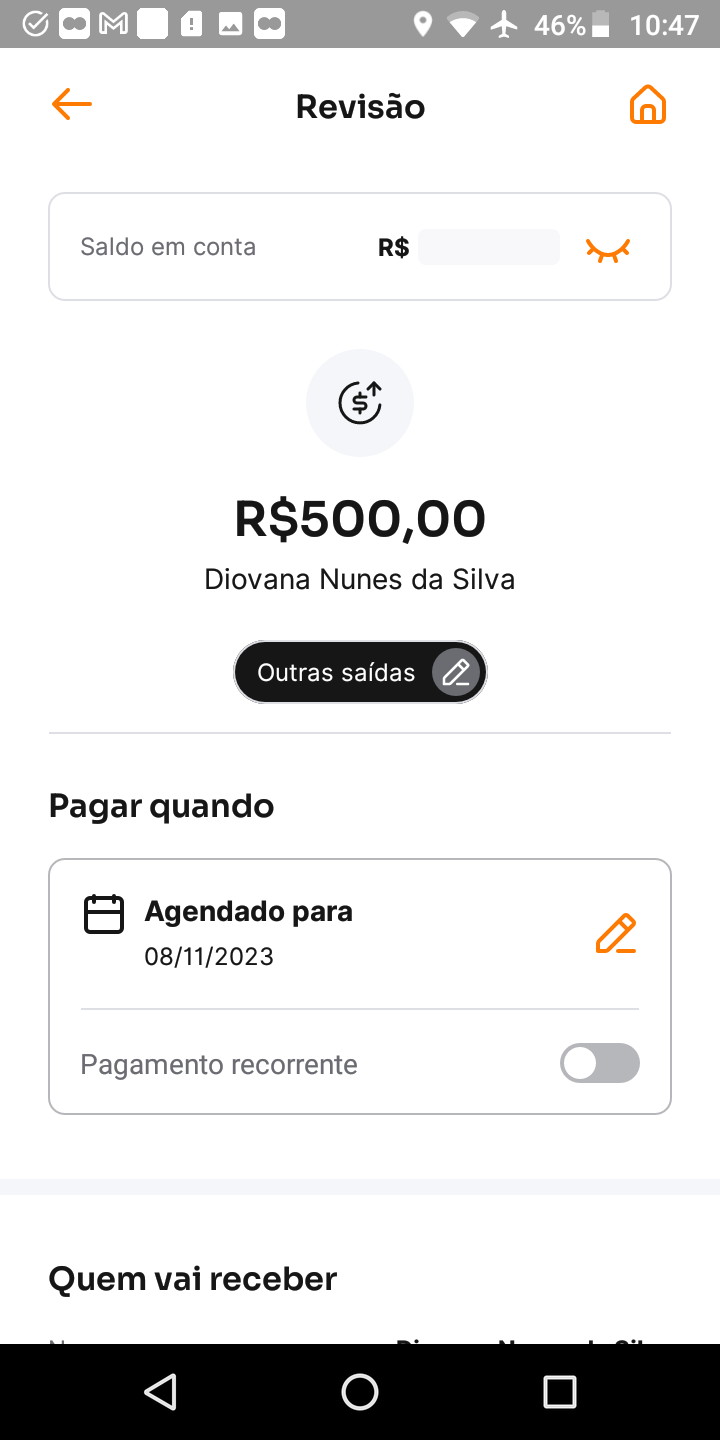 46% 10:47
Revisão
Saldo em conta R$
R$500,00
Diovana Nunes da Silva
Outras saídas
Pagar quando
Agendado para
08/11/2023
Pagamento recorrente
Quem vai receber